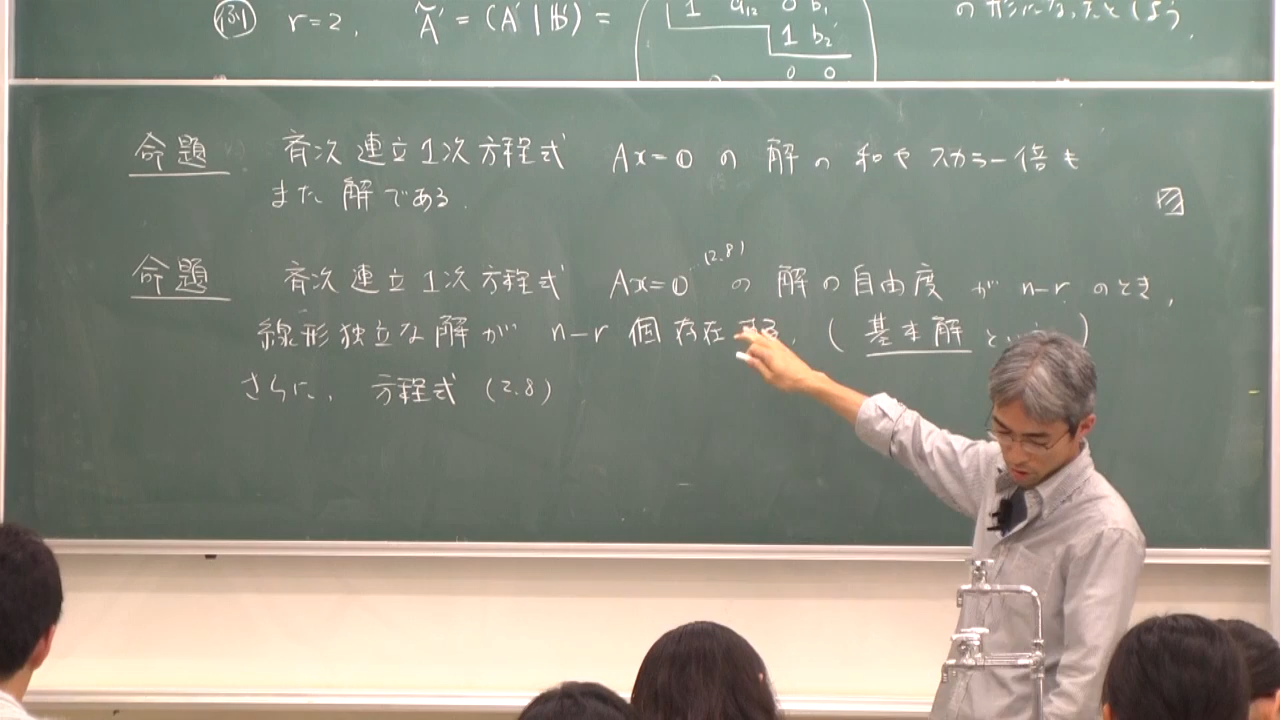 例 r=2, Ã' = (A'|b') = 1 a₁₂ 0 b₁' の形になったとしよう.
1 b₂'
0 0
命題 斉次連立1次方程式 Ax=0 の解の和やスカラー倍も
また解である.
命題 斉次連立1次方程式 Ax=0 …(2.8) の解の自由度が n-r のとき,
線形独立な解が n-r 個存在する. (基本解と)
さらに, 方程式 (2.8)